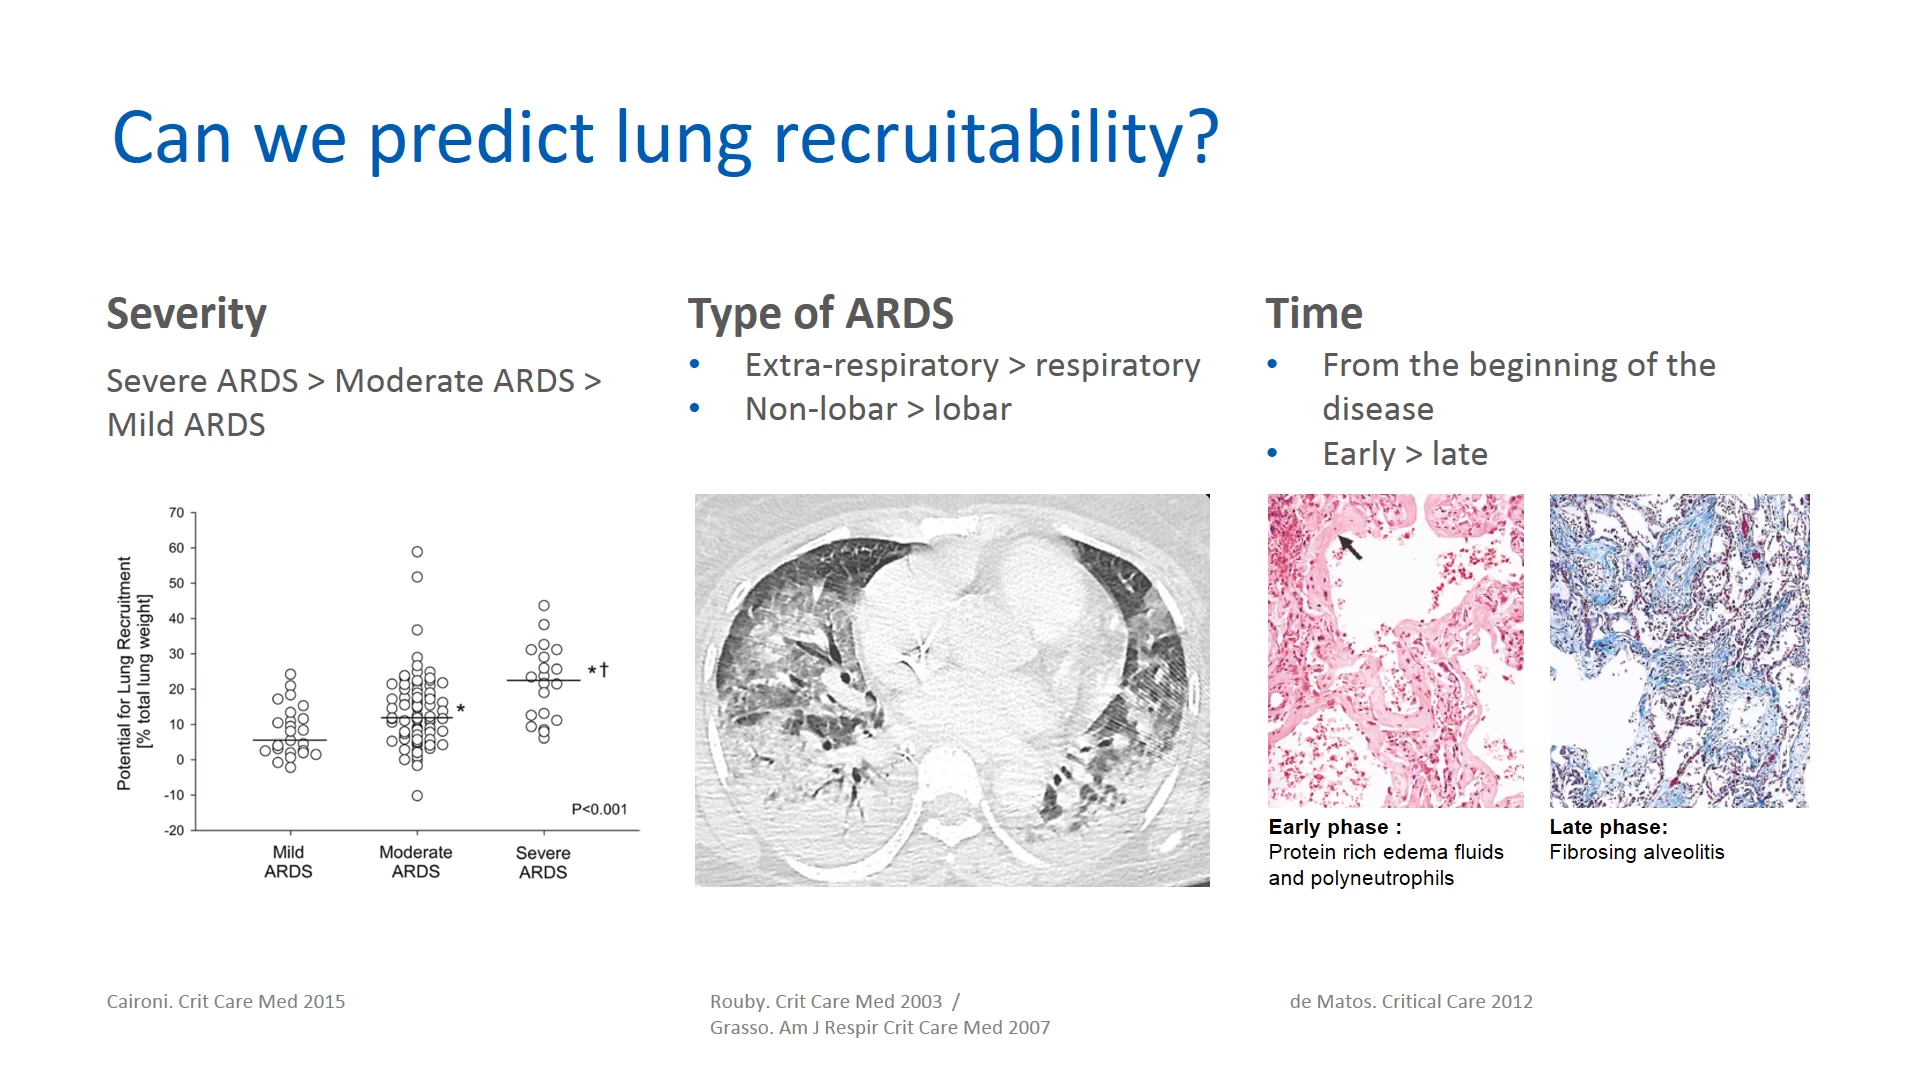 Can we predict lung recruitability?
Severity
Severe ARDS > Moderate ARDS >
Mild ARDS
Potential for Lung Recruitment
[% total lung weight]
70
60
50
40
30
20
10
0
-10
-20
*
*†
P<0.001
Mild
ARDS
Moderate
ARDS
Severe
ARDS
Caironi. Crit Care Med 2015
Type of ARDS
• Extra-respiratory > respiratory
• Non-lobar > lobar
Rouby. Crit Care Med 2003 /
Grasso. Am J Respir Crit Care Med 2007
Time
• From the beginning of the
disease
• Early > late
Early phase :
Protein rich edema fluids
and polyneutrophils
Late phase:
Fibrosing alveolitis
de Matos. Critical Care 2012